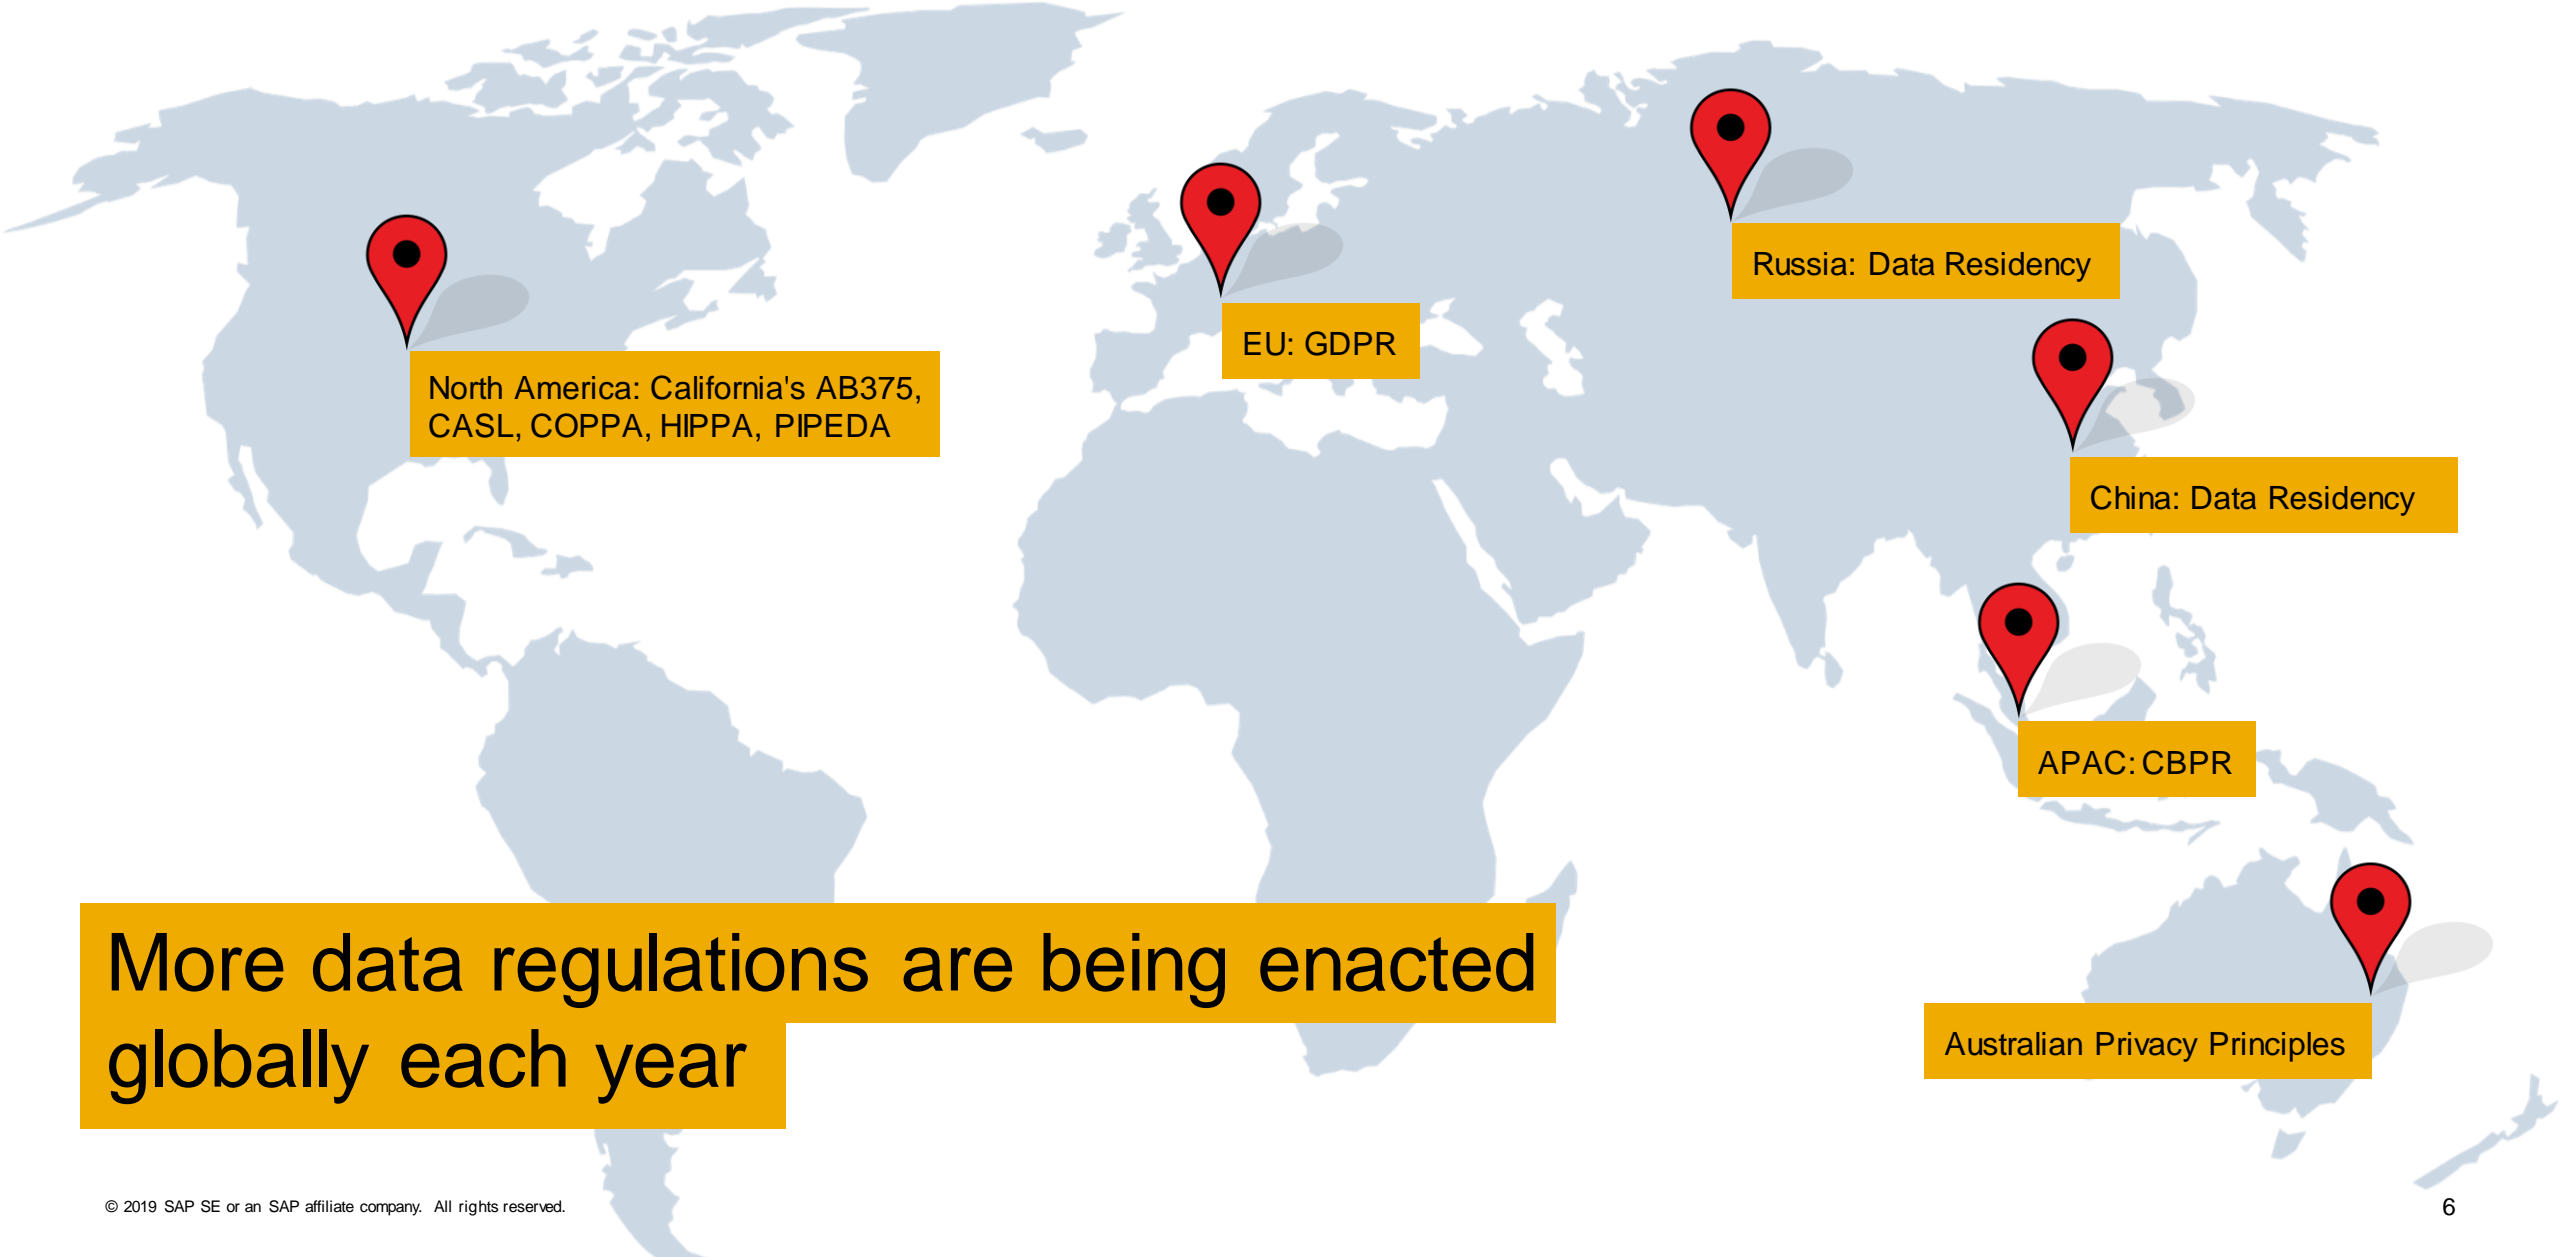 Russia: Data Residency
EU: GDPR
North America: California's AB375,
CASL, COPPA, HIPPA, PIPEDA
China: Data Residency
APAC: CBPR
More data regulations are being enacted
globally each year
Australian Privacy Principles
© 2019 SAP SE or an SAP affiliate company. All rights reserved.
6